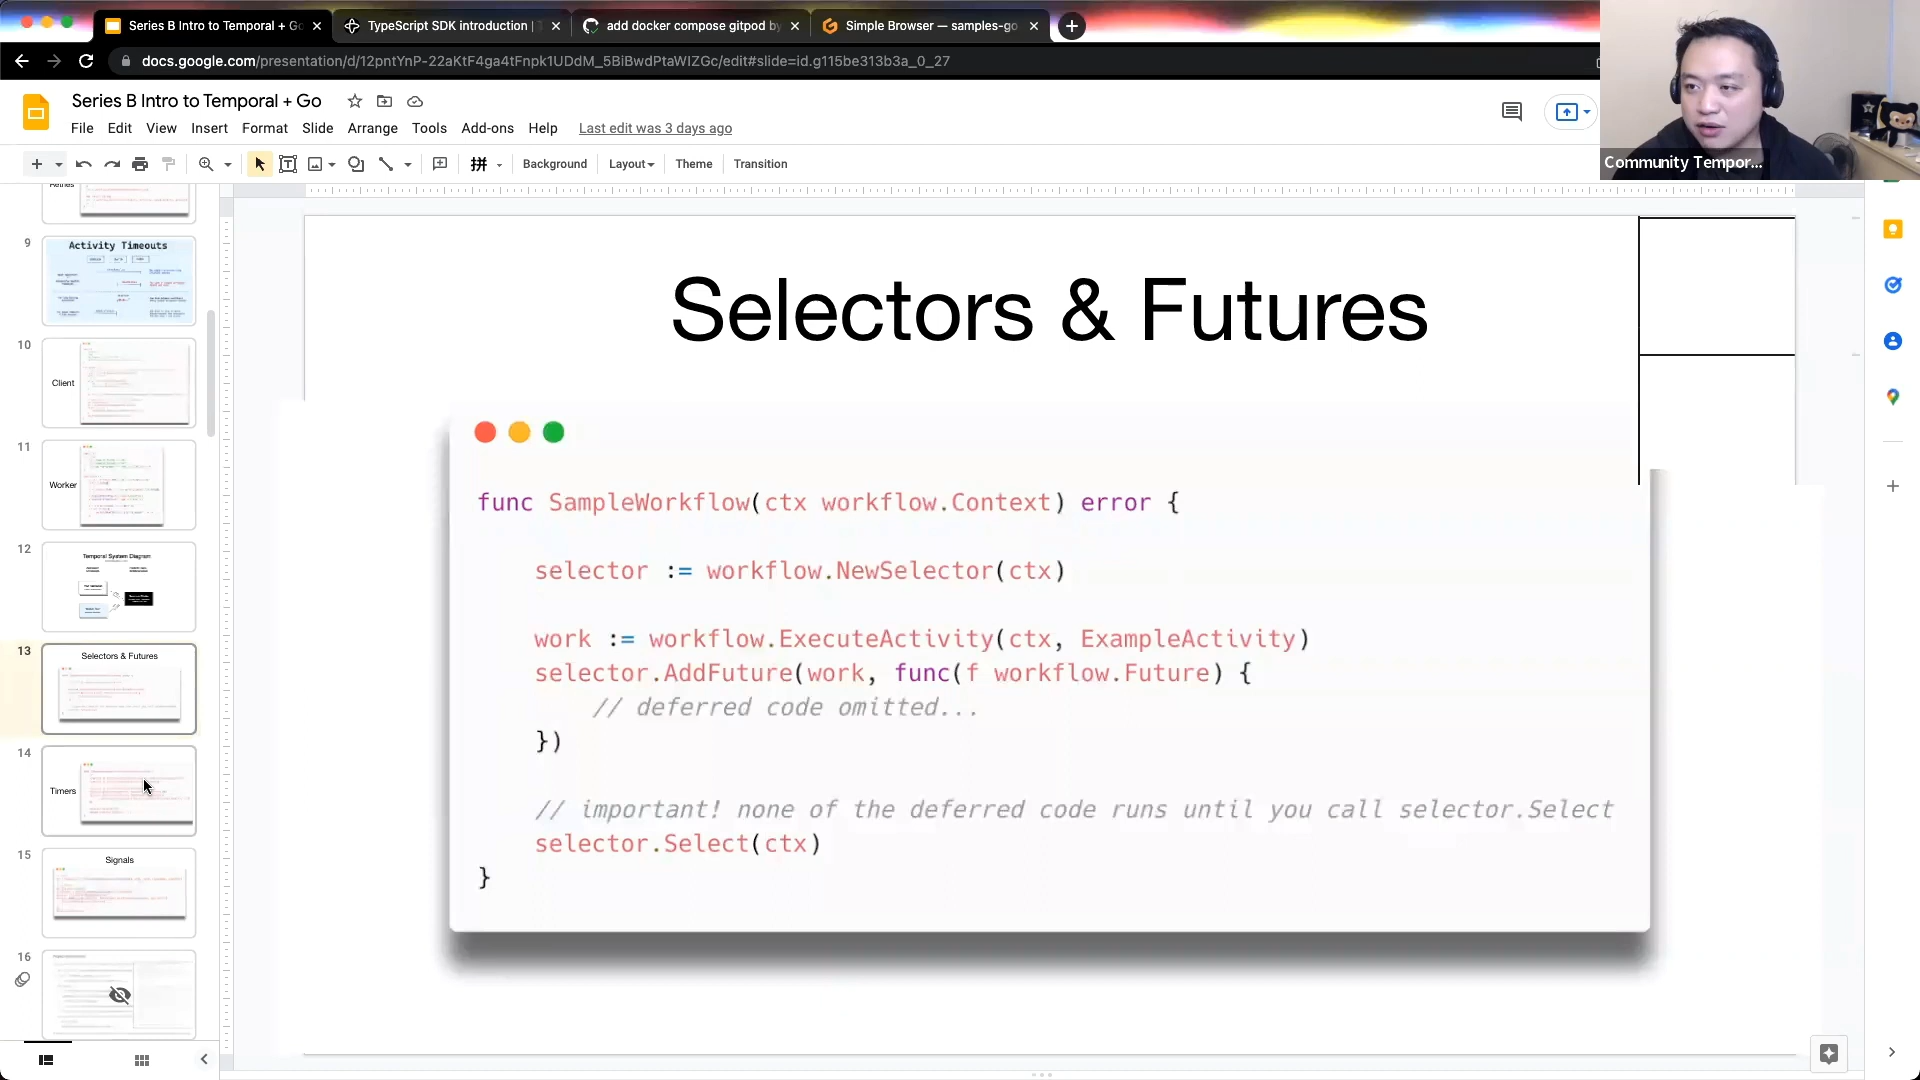 Series B Intro to Temporal + Go
TypeScript SDK introduction | T
add docker compose gitpod by
Simple Browser — samples-go
docs.google.com/presentation/d/12pntYnP-22aKtF4ga4tFnpk1UDdM_5BiBwdPtaWIZGc/edit#slide=id.g115be313b3a_0_27
Series B Intro to Temporal + Go
File Edit View Insert Format Slide Arrange Tools Add-ons Help Last edit was 3 days ago
Background Layout Theme Transition
Community Tempor...
Retries
9
Activity Timeouts
10
Client
11
Worker
12
Temporal System Diagram
13
Selectors & Futures
14
Timers
15
Signals
16
Selectors & Futures
func SampleWorkflow(ctx workflow.Context) error {
selector := workflow.NewSelector(ctx)
work := workflow.ExecuteActivity(ctx, ExampleActivity)
selector.AddFuture(work, func(f workflow.Future) {
// deferred code omitted...
})
// important! none of the deferred code runs until you call selector.Select
selector.Select(ctx)
}